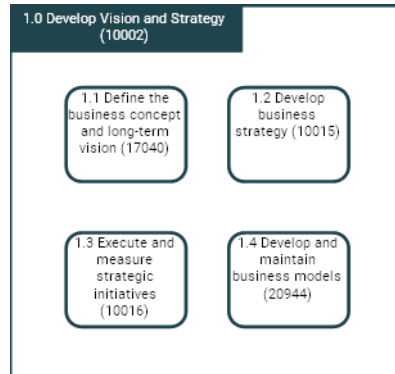 1.0 Develop Vision and Strategy
(10002)
1.1 Define the
business concept
and long-term
vision (17040)
1.2 Develop
business
strategy (10015)
1.3 Execute and
measure
strategic
initiatives
(10016)
1.4 Develop and
maintain
business models
(20944)